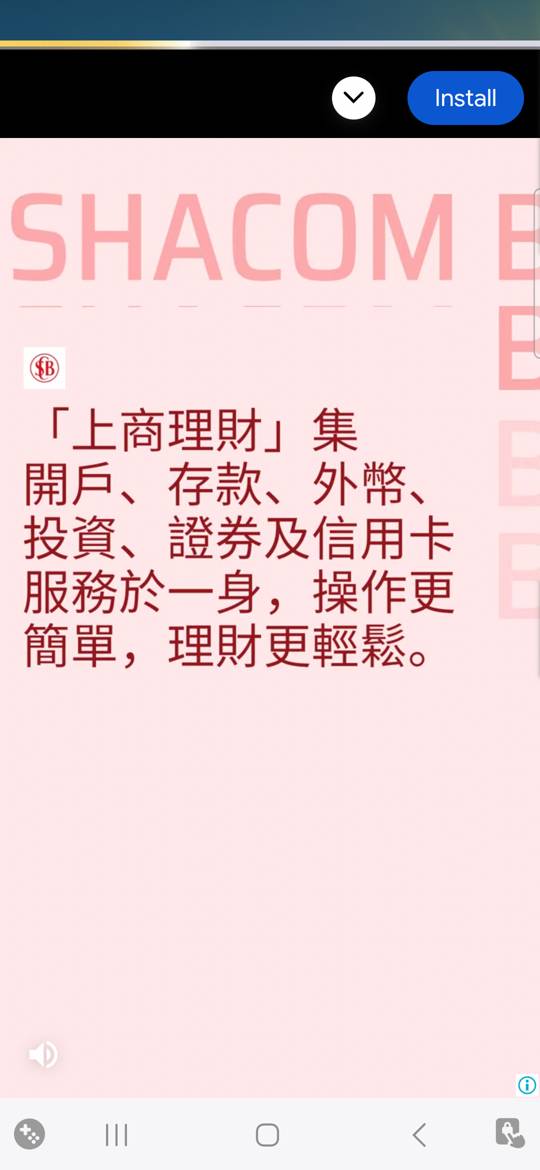 Install
SHACOM B
B
B
B
$B
「上商理財」集
開戶、存款、外幣、
投資、證券及信用卡
服務於一身，操作更
簡單，理財更輕鬆。